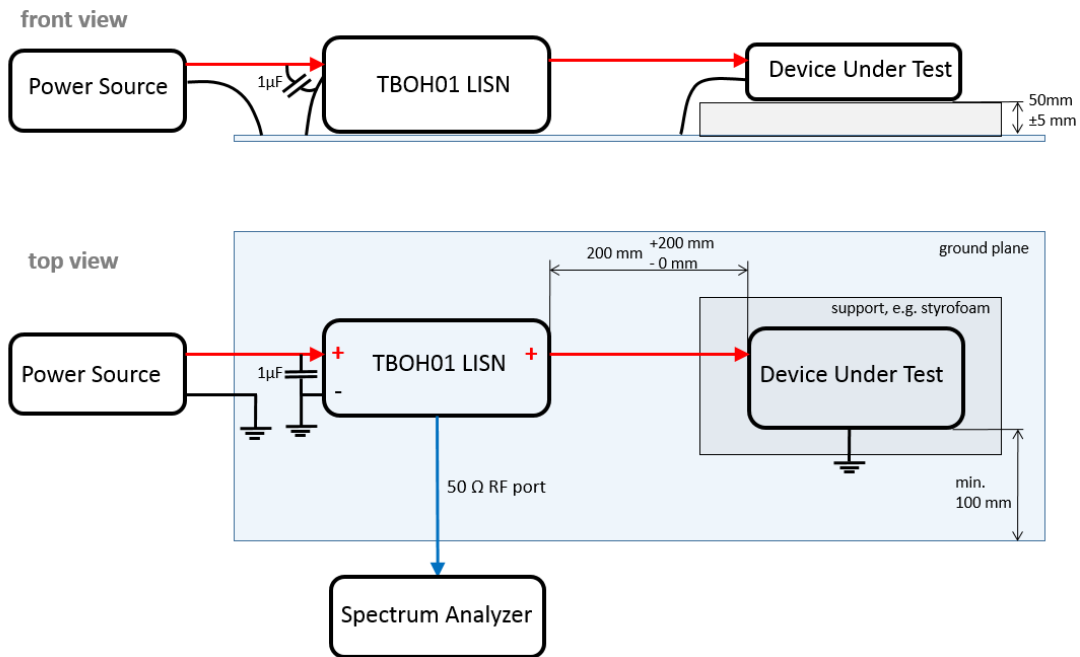 front view
Power Source
1µF
TBOH01 LISN
Device Under Test
50mm
±5 mm
top view
ground plane
200 mm +200 mm
- 0 mm
support, e.g. styrofoam
Power Source
1µF
+
-
TBOH01 LISN
+
Device Under Test
50 Ω RF port
min.
100 mm
Spectrum Analyzer